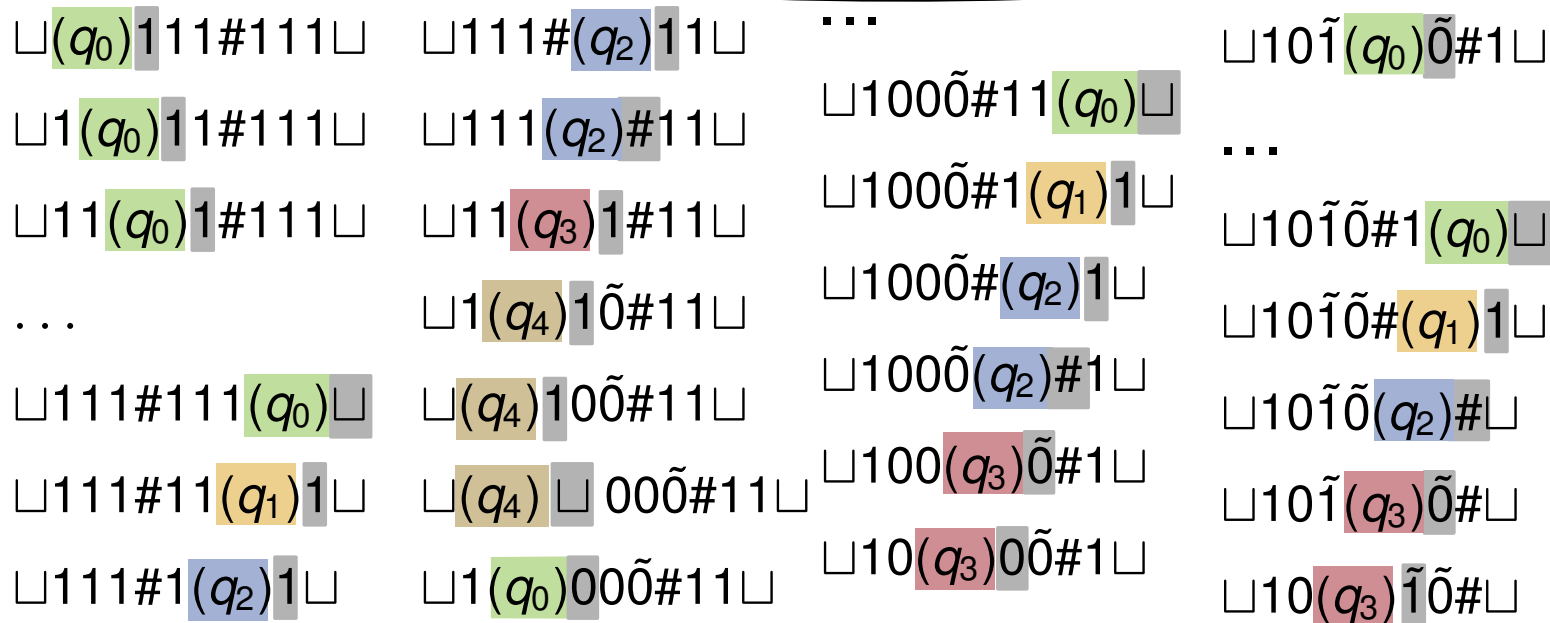 ⊔(q₀)111#111⊔
⊔1(q₀)11#111⊔
⊔11(q₀)1#111⊔
...
⊔111#111(q₀)⊔
⊔111#11(q₁)1⊔
⊔111#1(q₂)1⊔
⊔111#(q₂)11⊔
⊔111(q₂)#11⊔
⊔11(q₃)1#11⊔
⊔1(q₄)10̃#11⊔
⊔(q₄)100̃#11⊔
⊔(q₄)⊔ 000̃#11⊔
⊔1(q₀)000̃#11⊔
...
⊔1000̃#11(q₀)⊔
⊔1000̃#1(q₁)1⊔
⊔1000̃#(q₂)1⊔
⊔1000̃(q₂)#1⊔
⊔100(q₃)0̃#1⊔
⊔10(q₃)00̃#1⊔
⊔101̃(q₀)0̃#1⊔
...
⊔101̃0̃#1(q₀)⊔
⊔101̃0̃#(q₁)1⊔
⊔101̃0̃(q₂)#⊔
⊔101̃(q₃)0̃#⊔
⊔10(q₃)1̃0̃#⊔